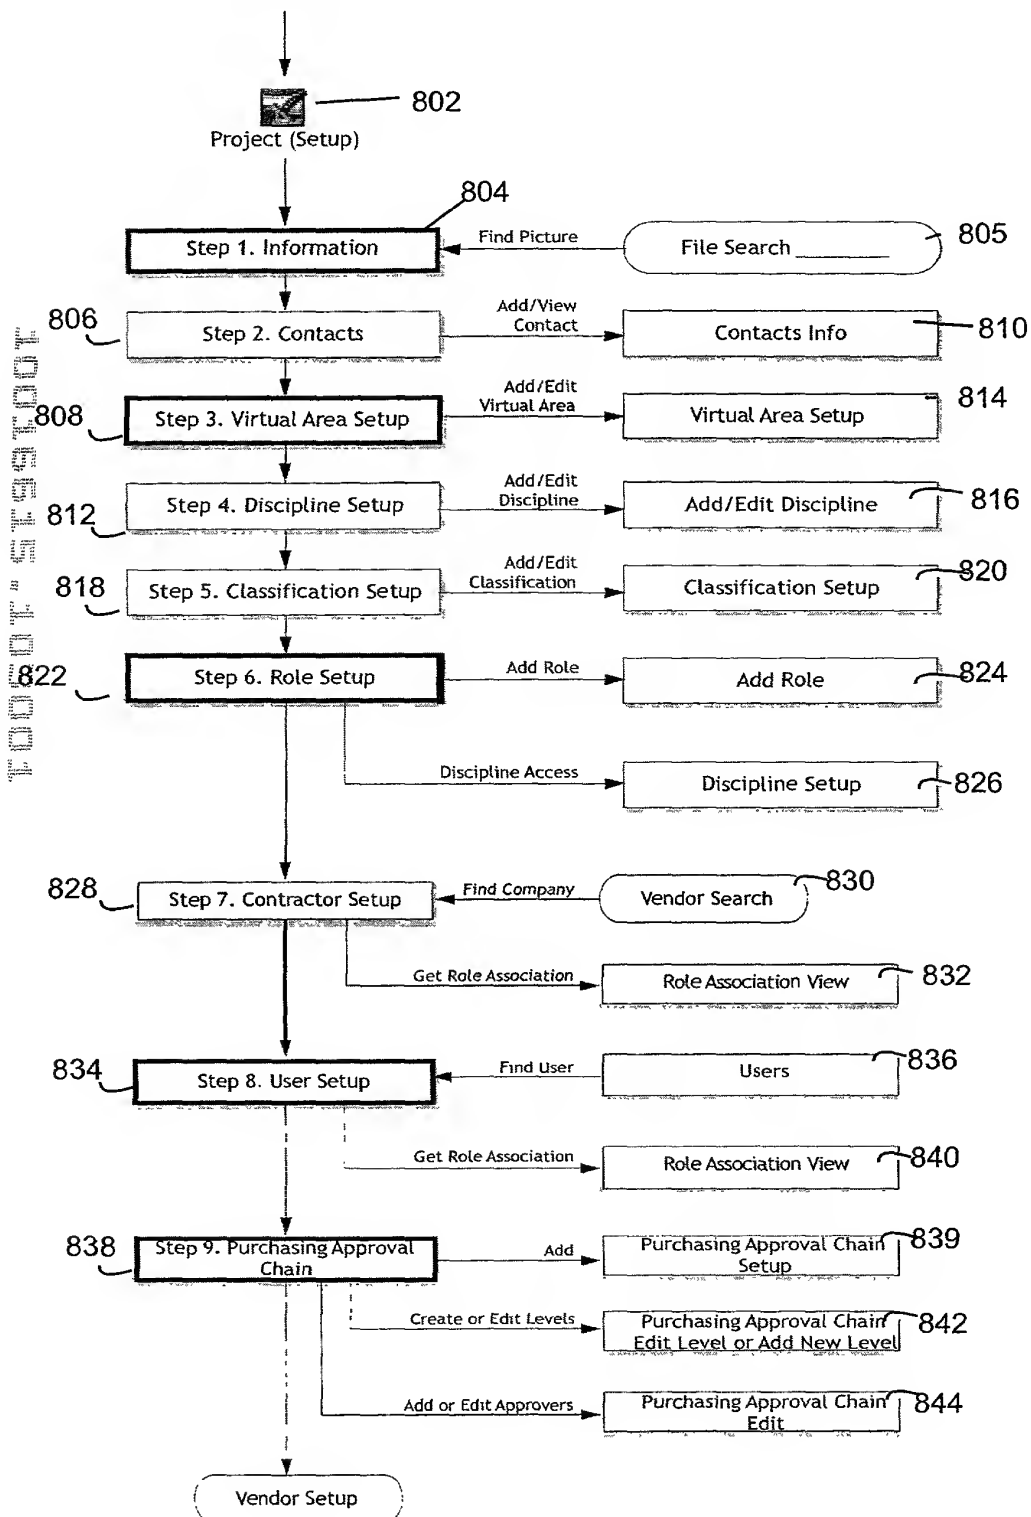 802
Project (Setup)
804
Step 1. Information
Find Picture
File Search ________
805
806
Step 2. Contacts
Add/View
Contact
Contacts Info
810
808
Step 3. Virtual Area Setup
Add/Edit
Virtual Area
Virtual Area Setup
814
812
Step 4. Discipline Setup
Add/Edit
Discipline
Add/Edit Discipline
816
818
Step 5. Classification Setup
Add/Edit
Classification
Classification Setup
820
822
Step 6. Role Setup
Add Role
Add Role
824
Discipline Access
Discipline Setup
826
828
Step 7. Contractor Setup
Find Company
Vendor Search
830
Get Role Association
Role Association View
832
834
Step 8. User Setup
Find User
Users
836
Get Role Association
Role Association View
840
838
Step 9. Purchasing Approval
Chain
Add
Purchasing Approval Chain
Setup
839
Create or Edit Levels
Purchasing Approval Chain
Edit Level or Add New Level
842
Add or Edit Approvers
Purchasing Approval Chain
Edit
844
Vendor Setup